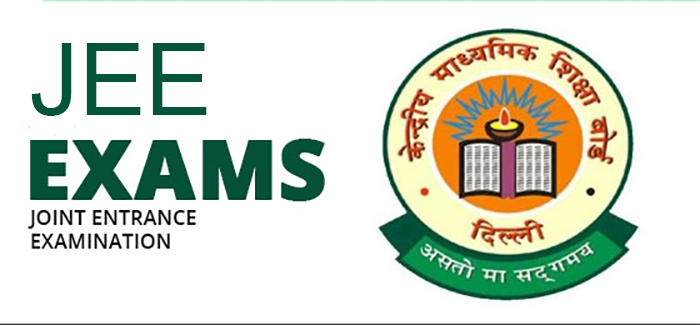 JEE
EXAMS
JOINT ENTRANCE
EXAMINATION
केन्द्रीय माध्यमिक शिक्षा बोर्ड
दिल्ली
असतो मा सद्गमय